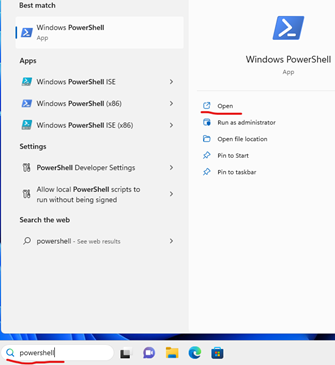 Best match
Windows PowerShell
App
Apps
Windows PowerShell ISE
Windows PowerShell (x86)
Windows PowerShell ISE (x86)
Settings
PowerShell Developer Settings
Allow local PowerShell scripts to
run without being signed
Search the web
powershell - See web results
Windows PowerShell
App
Open
Run as administrator
Open file location
Pin to Start
Pin to taskbar
powershell